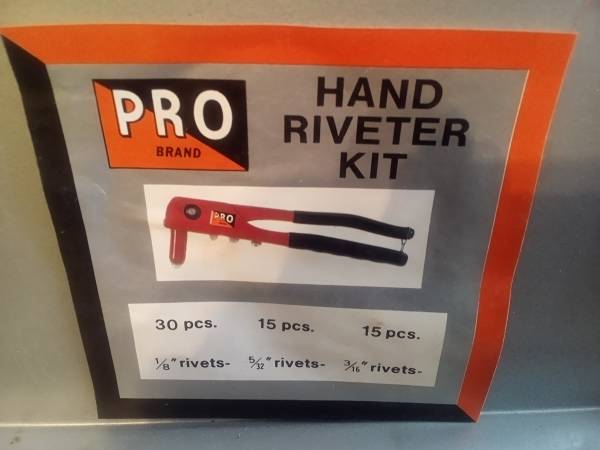 PRO
BRAND
HAND
RIVETER
KIT
PRO
30 pcs. 15 pcs. 15 pcs.
1/8" rivets- 5/32" rivets- 3/16" rivets-